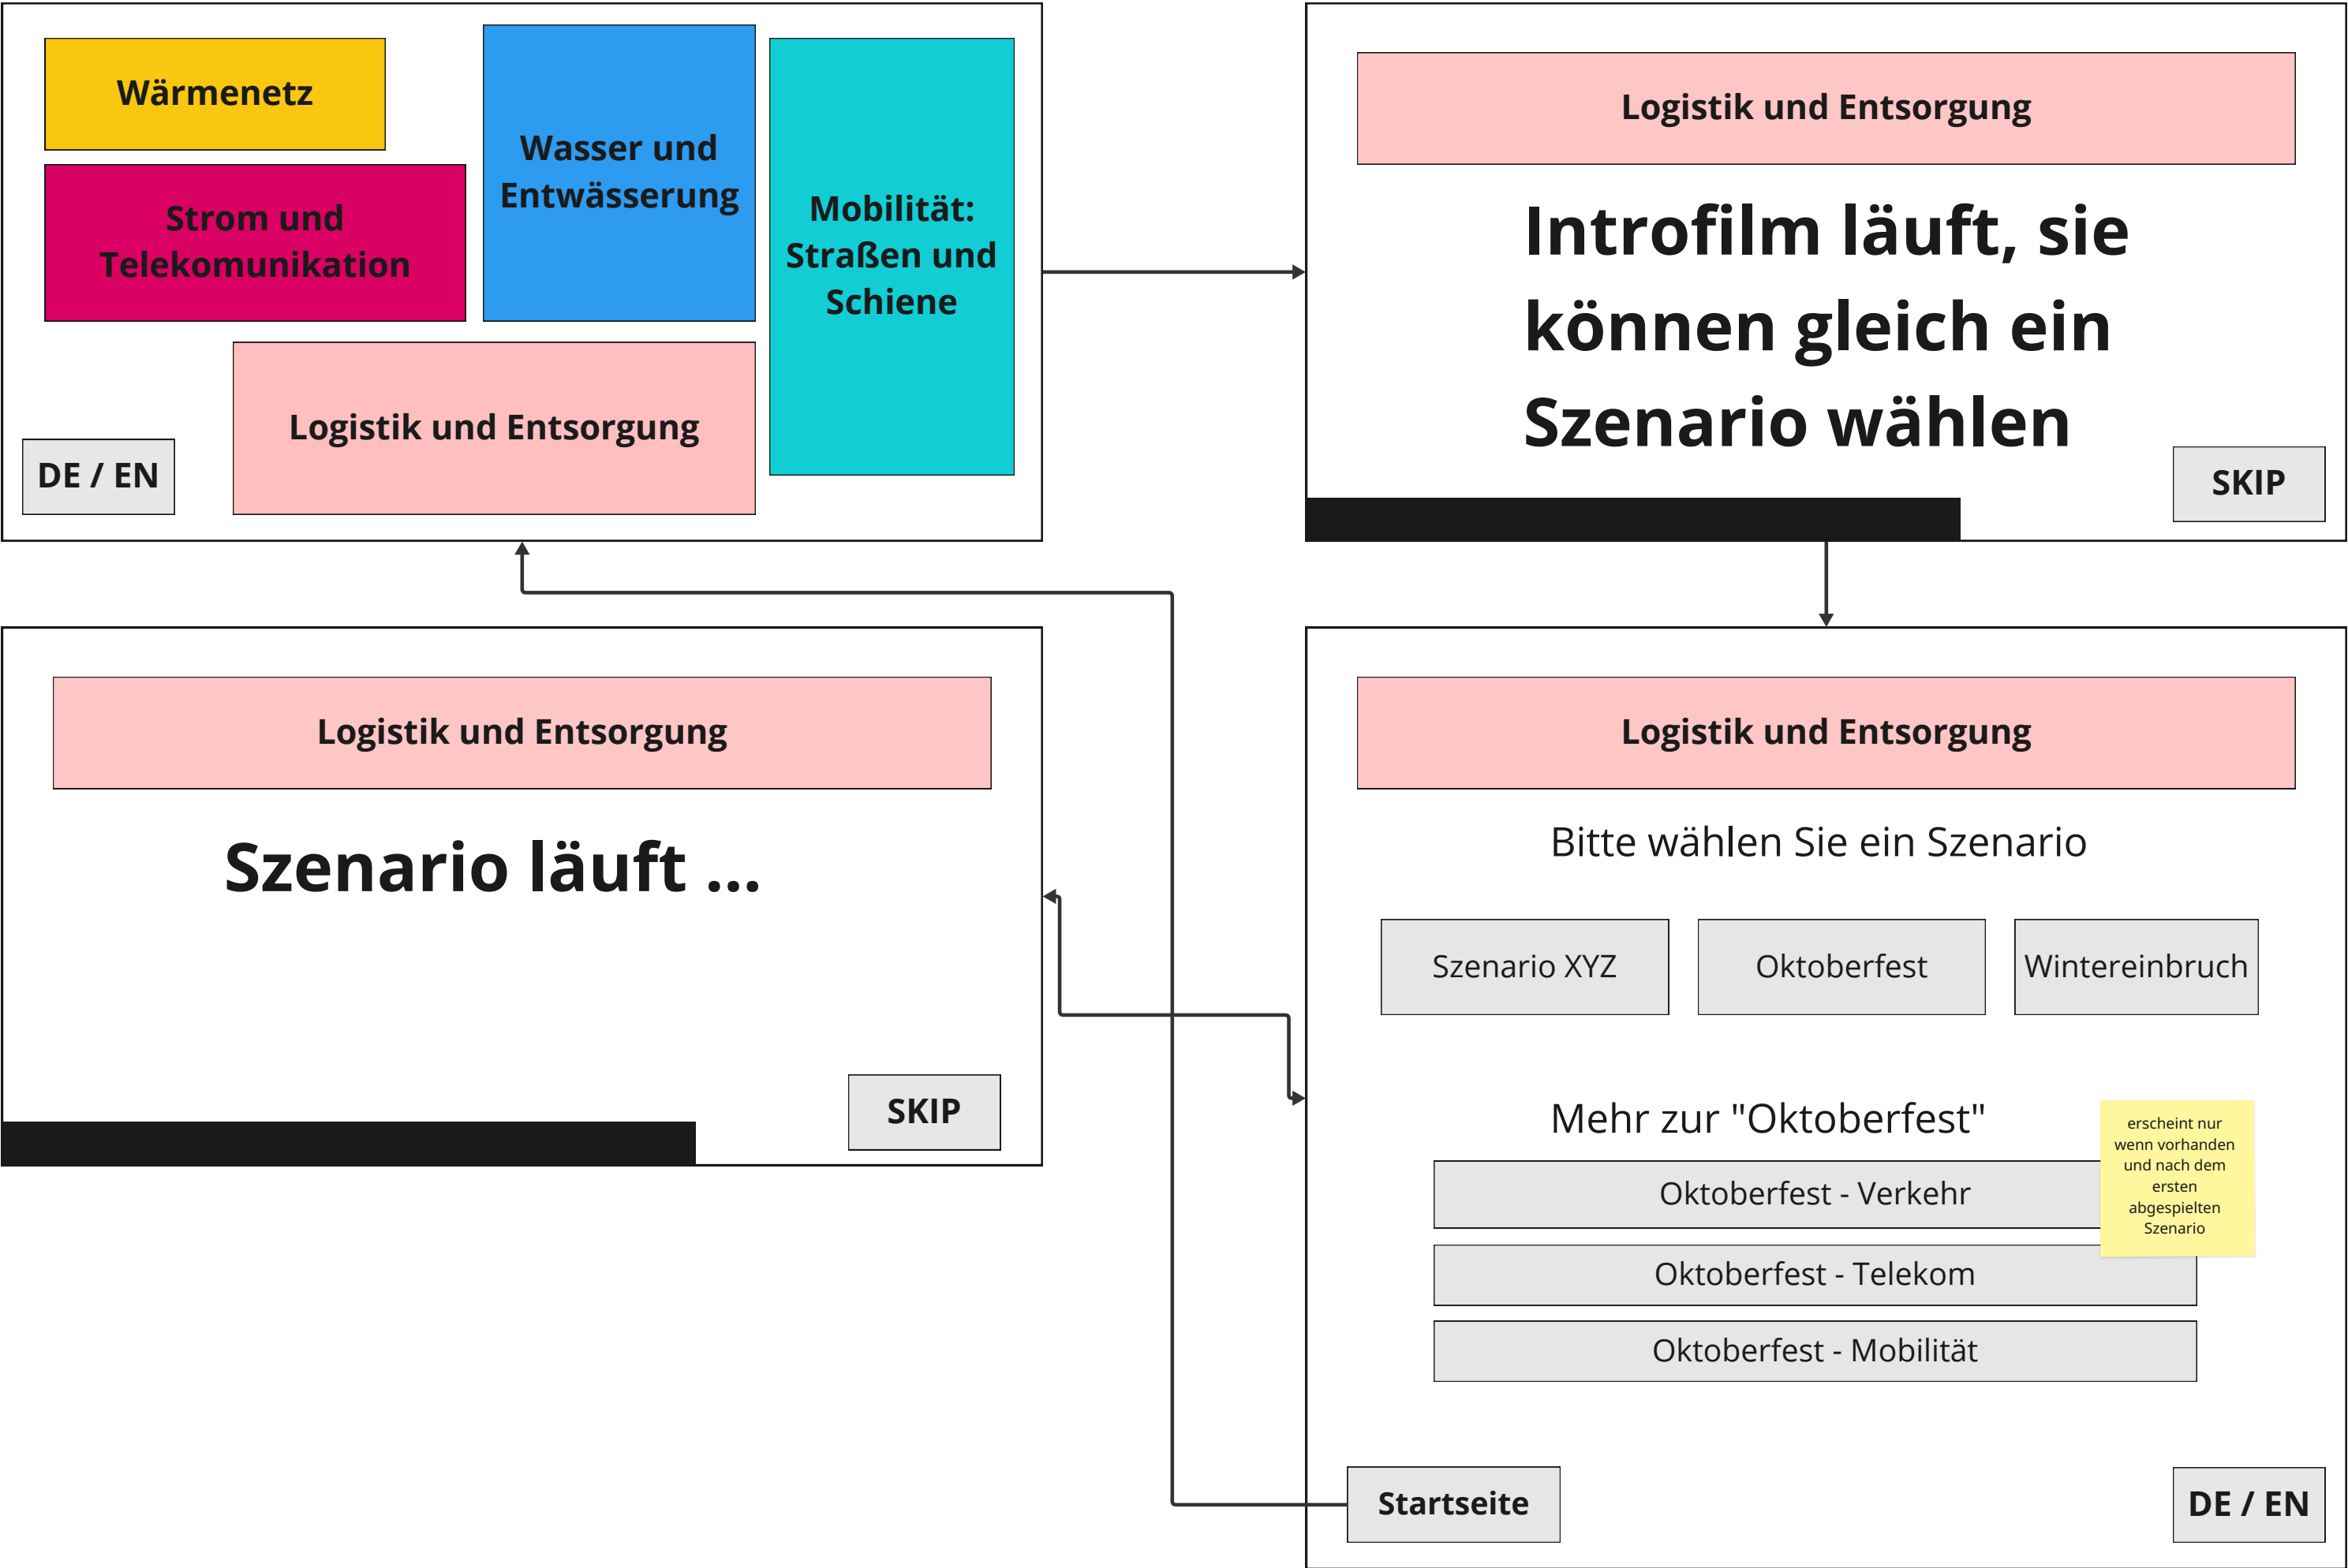 Wärmenetz
Strom und
Telekomunikation
Wasser und
Entwässerung
Mobilität:
Straßen und
Schiene
Logistik und Entsorgung
DE / EN
Logistik und Entsorgung
Introfilm läuft, sie
können gleich ein
Szenario wählen
SKIP
Logistik und Entsorgung
Szenario läuft ...
SKIP
Logistik und Entsorgung
Bitte wählen Sie ein Szenario
Szenario XYZ
Oktoberfest
Wintereinbruch
Mehr zur "Oktoberfest"
erscheint nur
wenn vorhanden
und nach dem
ersten
abgespielten
Szenario
Oktoberfest - Verkehr
Oktoberfest - Telekom
Oktoberfest - Mobilität
Startseite
DE / EN